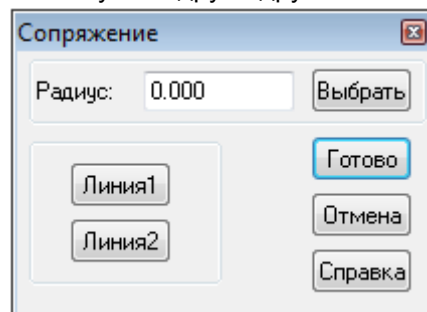 Сопряжение
Радиус: 0.000 Выбрать
Готово
Линия1
Отмена
Линия2
Справка